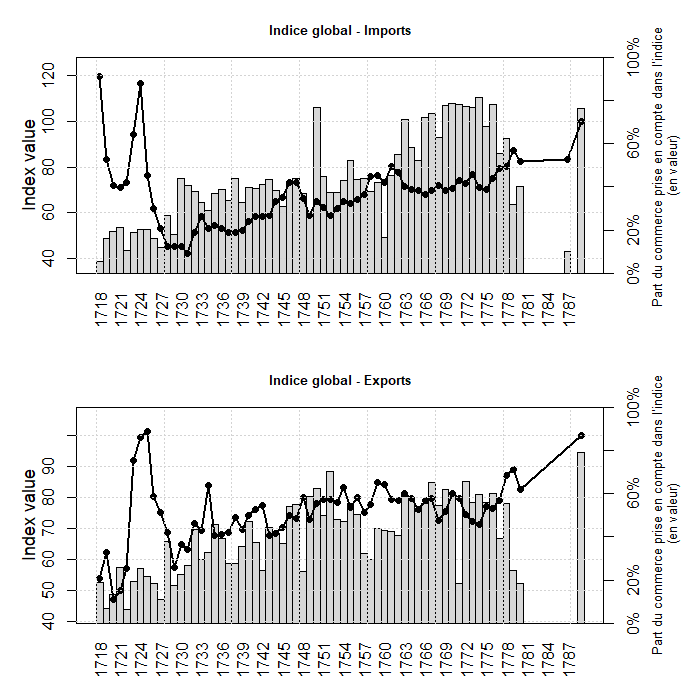 Indice global - Imports
Index value
120
100
80
60
40
100%
60%
20%
0%
Part du commerce prise en compte dans l'indice
(en valeur)
1718 1721 1724 1727 1730 1733 1736 1739 1742 1745 1748 1751 1754 1757 1760 1763 1766 1769 1772 1775 1778 1781 1784 1787
Indice global - Exports
Index value
90
80
70
60
50
40
100%
60%
20%
0%
Part du commerce prise en compte dans l'indice
(en valeur)
1718 1721 1724 1727 1730 1733 1736 1739 1742 1745 1748 1751 1754 1757 1760 1763 1766 1769 1772 1775 1778 1781 1784 1787